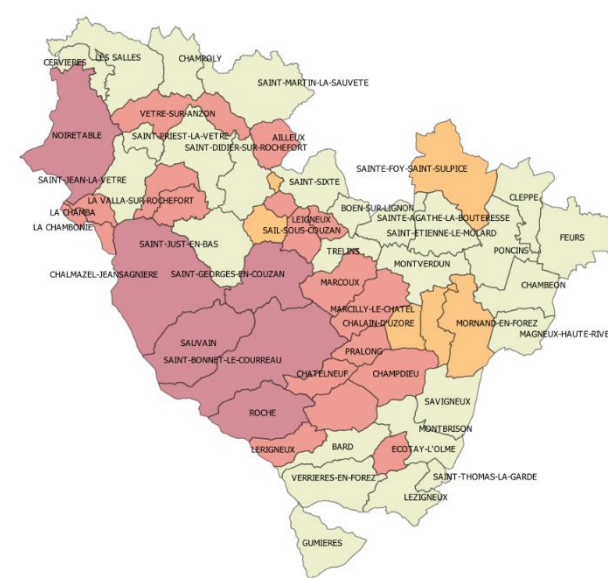 LES SALLES
CERVIERES
CHAMPOLY
SAINT-MARTIN-LA-SAUVETE
VETRE-SUR-ANZON
NOIRETABLE
SAINT-PRIEST-LA-VETRE
AILLEUX
SAINT-DIDIER-SUR-ROCHEFORT
SAINTE-FOY-SAINT-SULPICE
SAINT-JEAN-LA-VETRE
SAINT-SIXTE
CLEPPE
LA VALLA-SUR-ROCHEFORT
BOEN-SUR-LIGNON
LA CHAMBA
LEIGNEUX
SAINTE-AGATHE-LA-BOUTERESSE
LA CHAMBONIE
SAIL-SOUS-COUZAN
SAINT-ETIENNE-LE-MOLARD
FEURS
SAINT-JUST-EN-BAS
TRELINS
PONCINS
MONTVERDUN
CHALMAZEL-JEANSAGNIERE
SAINT-GEORGES-EN-COUZAN
MARCOUX
CHAMBEON
MARCILLY-LE-CHATEL
CHALAIN-D'UZORE
MORNAND-EN-FOREZ
MAGNEUX-HAUTE-RIVE
SAUVAIN
PRALONG
SAINT-BONNET-LE-COURREAU
CHATELNEUF
CHAMPDIEU
SAVIGNEUX
ROCHE
MONTBRISON
LERIGNEUX
BARD
ECOTAY-L'OLME
VERRIERES-EN-FOREZ
SAINT-THOMAS-LA-GARDE
LEZIGNEUX
GUMIERES